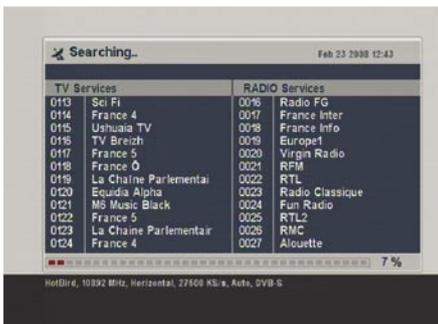 Searching..
Feb 23 2008 12:43
TV Services
RADIO Services
0113 Sci Fi
0016 Radio FG
0114 France 4
0017 France Inter
0115 Ushuaia TV
0018 France Info
0116 TV Breizh
0019 Europe1
0117 France 5
0020 Virgin Radio
0118 France Ô
0021 RFM
0119 La Chaîne Parlementai
0022 RTL
0120 Equidia Alpha
0023 Radio Classique
0121 M6 Music Black
0024 Fun Radio
0122 France 5
0025 RTL2
0123 La Chaine Parlementair
0026 RMC
0124 France 4
0027 Alouette
7 %
HotBird, 10892 MHz, Horizontal, 27600 KS/s, Auto, DVB-S